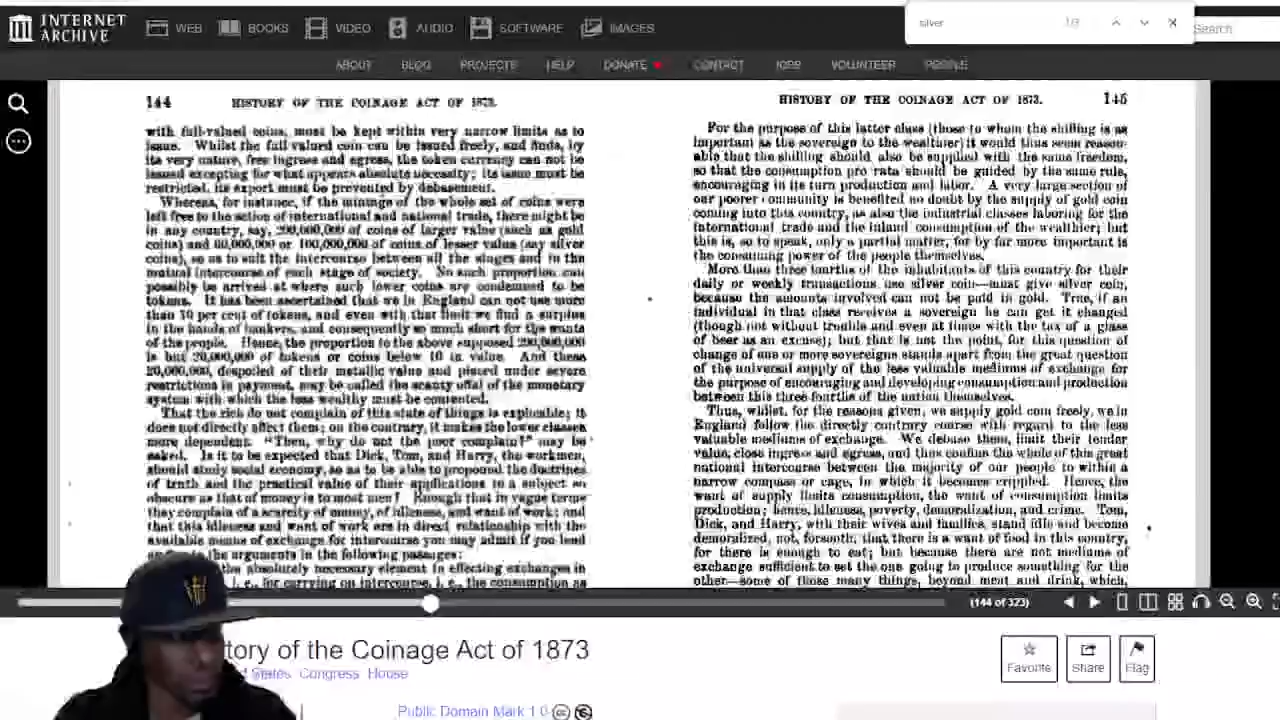 INTERNET
ARCHIVE
WEB
BOOKS
VIDEO
AUDIO
SOFTWARE
IMAGES
silver
1/3
Search
ABOUT
BLOG
PROJECTS
HELP
DONATE
CONTACT
JOBS
VOLUNTEER
PEOPLE
144 HISTORY OF THE COINAGE ACT OF 1873.
with full-valued coins, must be kept within very narrow limits as to
issue. Whilst the full valued coin can be issued freely, and finds, by
its very nature, free ingress and egress, the token currency can not be
issued excepting for what appears absolute necessity; its issue must be
restricted, its export must be prevented by debasement.
Whereas, for instance, if the mintage of the whole set of coins were
left free to the action of international and national trade, there might be
in any country, say, 200,000,000 of coins of larger value (such as gold
coins) and 80,000,000 or 100,000,000 of coins of lesser value (say silver
coins), so as to suit the intercourse between all the stages and in the
mutual intercourse of each stage of society. No such proportion can
possibly be arrived at where such lower coins are condemned to be
tokens. It has been ascertained that we in England can not use more
than 10 per cent of tokens, and even with that limit we find a surplus
in the hands of bankers, and consequently so much short for the wants
of the people. Hence, the proportion to the above supposed 200,000,000
is but 20,000,000 of tokens or coins below 10 in value. And these
20,000,000, despoiled of their metallic value and placed under severe
restrictions in payment, may be called the scanty offal of the monetary
system with which the less wealthy must be contented.
That the rich do not complain of this state of things is explicable; it
does not directly affect them; on the contrary, it makes the lower classes
more dependent. "Then, why do not the poor complain?" may be
asked. Is it to be expected that Dick, Tom, and Harry, the workmen,
should study social economy, so as to be able to propound the doctrines
of truth and the practical value of their applications to a subject so
obscure as that of money is to most men? Enough that in vague terms
they complain of a scarcity of money, of idleness, and want of work; and
that this idleness and want of work are in direct relationship with the
available means of exchange for intercourse you may admit if you lend
the arguments in the following passages:
the absolutely necessary element in effecting exchanges in
i. e., for carrying on intercourse, i. e., the consumption as
HISTORY OF THE COINAGE ACT OF 1873. 145
For the purpose of this latter class (those to whom the shilling is as
important as the sovereign to the wealthier) it would thus seem reason-
able that the shilling should also be supplied with the same freedom,
so that the consumption pro rata should be guided by the same rule,
encouraging in its turn production and labor. A very large section of
our poorer community is benefited no doubt by the supply of gold coin
coming into this country, as also the industrial classes laboring for the
international trade and the inland consumption of the wealthier; but
this is, so to speak, only a partial matter, for by far more important is
the consuming power of the people themselves.
More than three fourths of the inhabitants of this country for their
daily or weekly transactions use silver coin—must give silver coin,
because the amounts involved can not be paid in gold. True, if an
individual in that class receives a sovereign he can get it changed
(though not without trouble and even at times with the tax of a glass
of beer as an excuse); but that is not the point, for this question of
change of one or more sovereigns stands apart from the great question
of the universal supply of the less valuable mediums of exchange for
the purpose of encouraging and developing consumption and production
between this three-fourths of the nation themselves.
Thus, whilst, for the reasons given, we supply gold coin freely, we in
England follow the directly contrary course with regard to the less
valuable mediums of exchange. We debase them, limit their tender
value, close ingress and egress, and thus confine the whole of this great
national intercourse between the majority of our people to within a
narrow compass or cage, in which it becomes crippled. Hence, the
want of supply limits consumption, the want of consumption limits
production; hence, idleness, poverty, demoralization, and crime. Tom,
Dick, and Harry, with their wives and families, stand idle and become
demoralized, not, forsooth, that there is a want of food in this country,
for there is enough to eat; but because there are not mediums of
exchange sufficient to set the one going to produce something for the
other—some of those many things, beyond meat and drink, which,
(144 of 323)
tory of the Coinage Act of 1873
States. Congress. House
Public Domain Mark 1.0
Favorite
Share
Flag